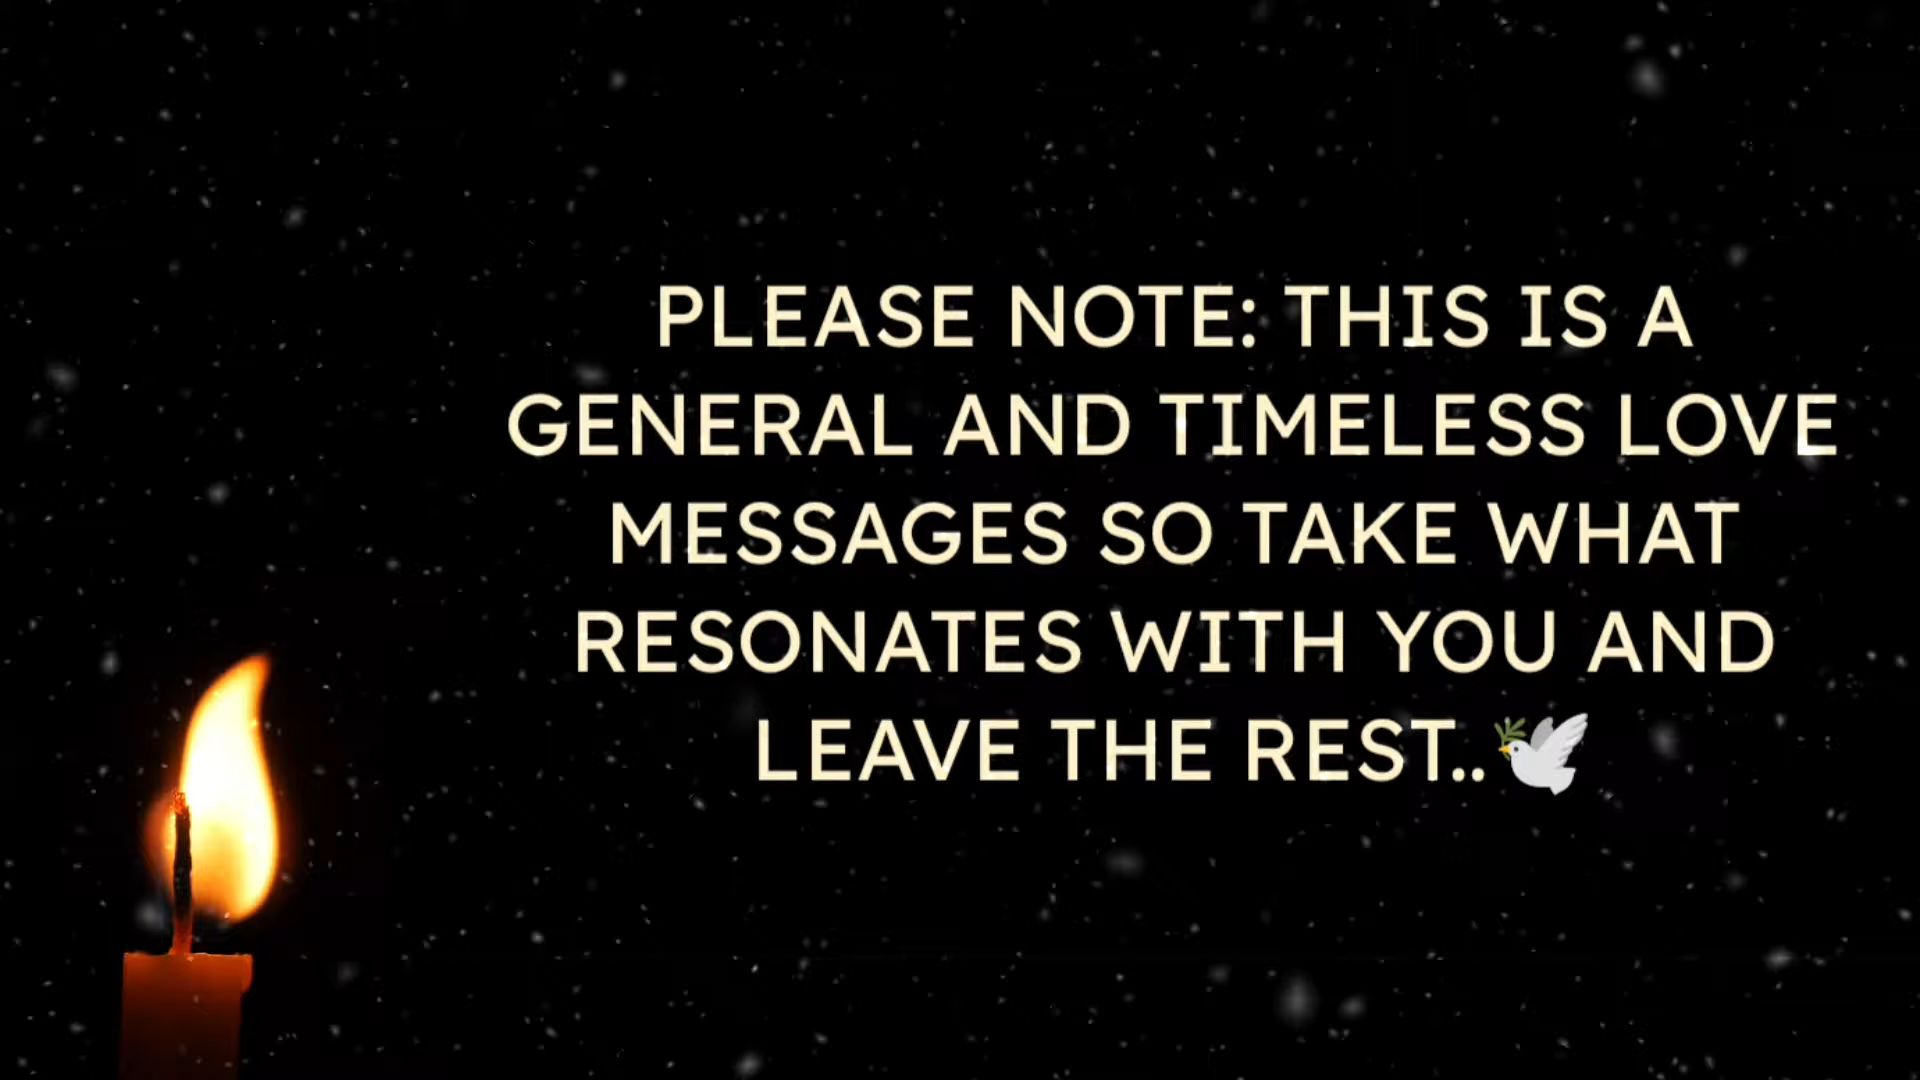 PLEASE NOTE: THIS IS A
GENERAL AND TIMELESS LOVE
MESSAGES SO TAKE WHAT
RESONATES WITH YOU AND
LEAVE THE REST..🕊️